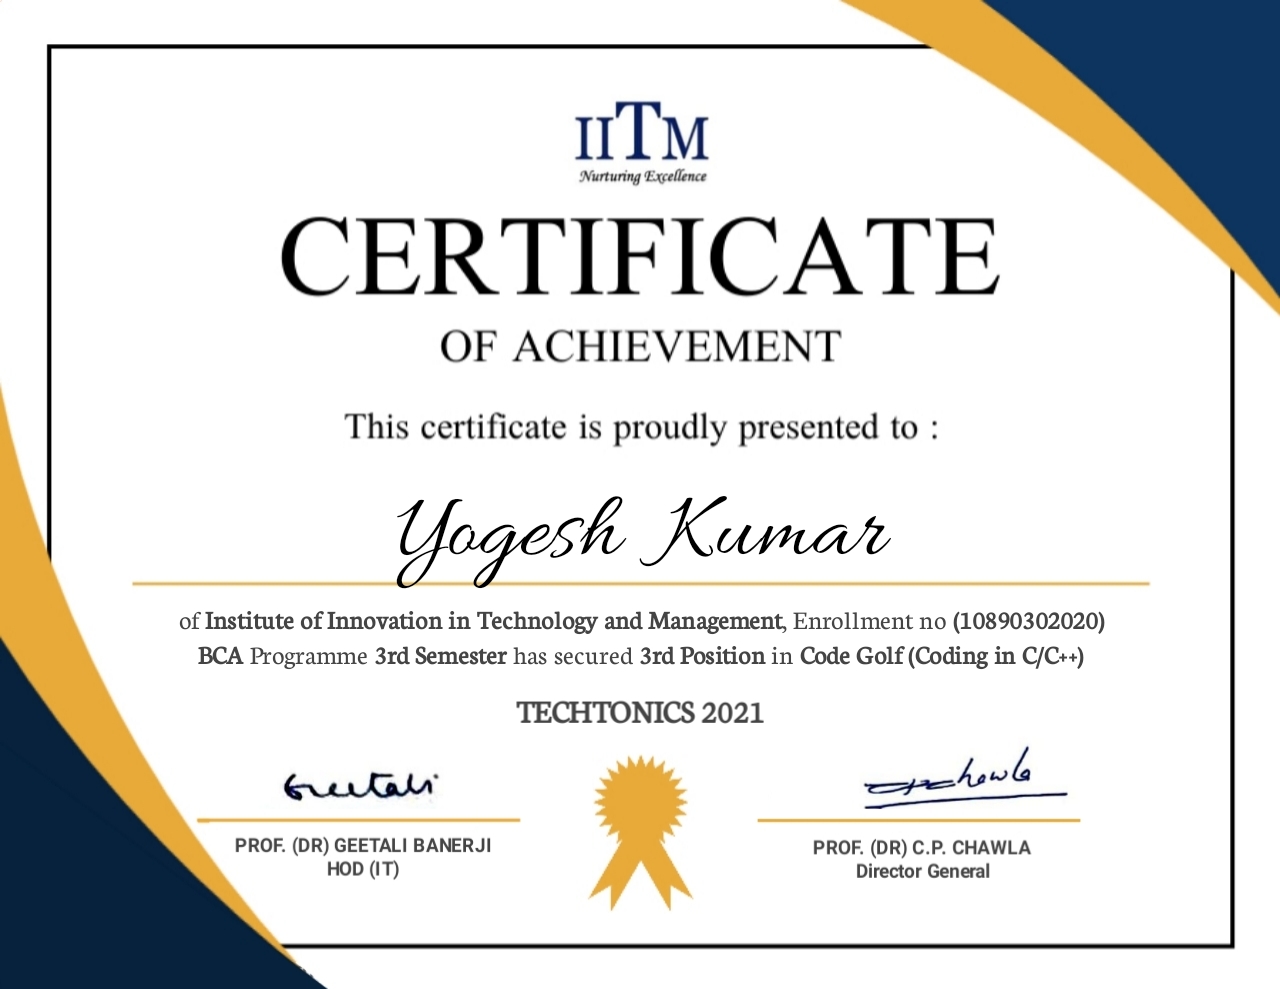 IITM
Nurturing Excellence
CERTIFICATE
OF ACHIEVEMENT
This certificate is proudly presented to :
Yogesh Kumar
of Institute of Innovation in Technology and Management, Enrollment no (10890302020)
BCA Programme 3rd Semester has secured 3rd Position in Code Golf (Coding in C/C++)
TECHTONICS 2021
Geetali
CPChawla
PROF. (DR) GEETALI BANERJI
HOD (IT)
PROF. (DR) C.P. CHAWLA
Director General